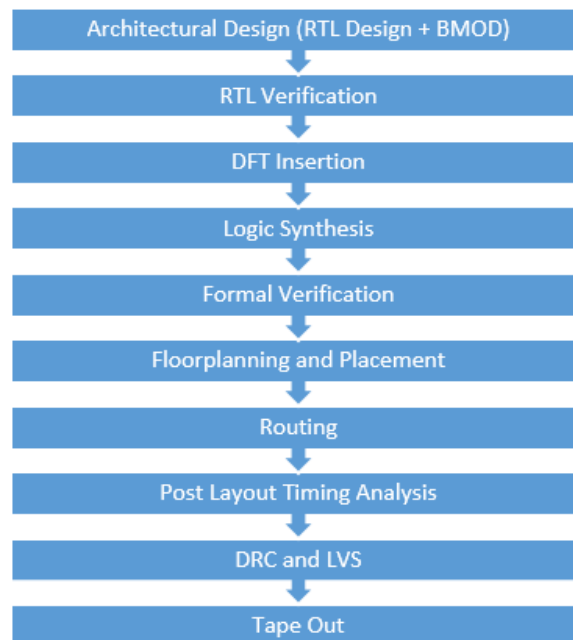 Architectural Design (RTL Design + BMOD)
RTL Verification
DFT Insertion
Logic Synthesis
Formal Verification
Floorplanning and Placement
Routing
Post Layout Timing Analysis
DRC and LVS
Tape Out